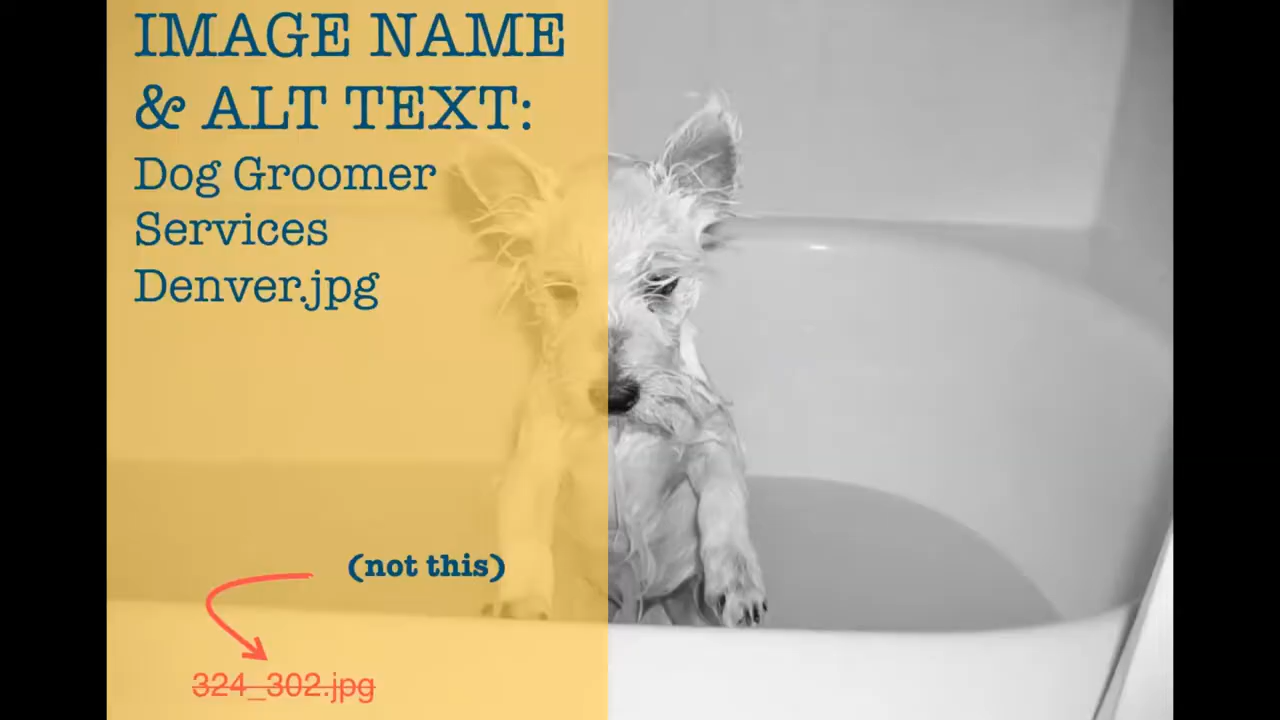 IMAGE NAME
& ALT TEXT:
Dog Groomer
Services
Denver.jpg
(not this)
324_302.jpg